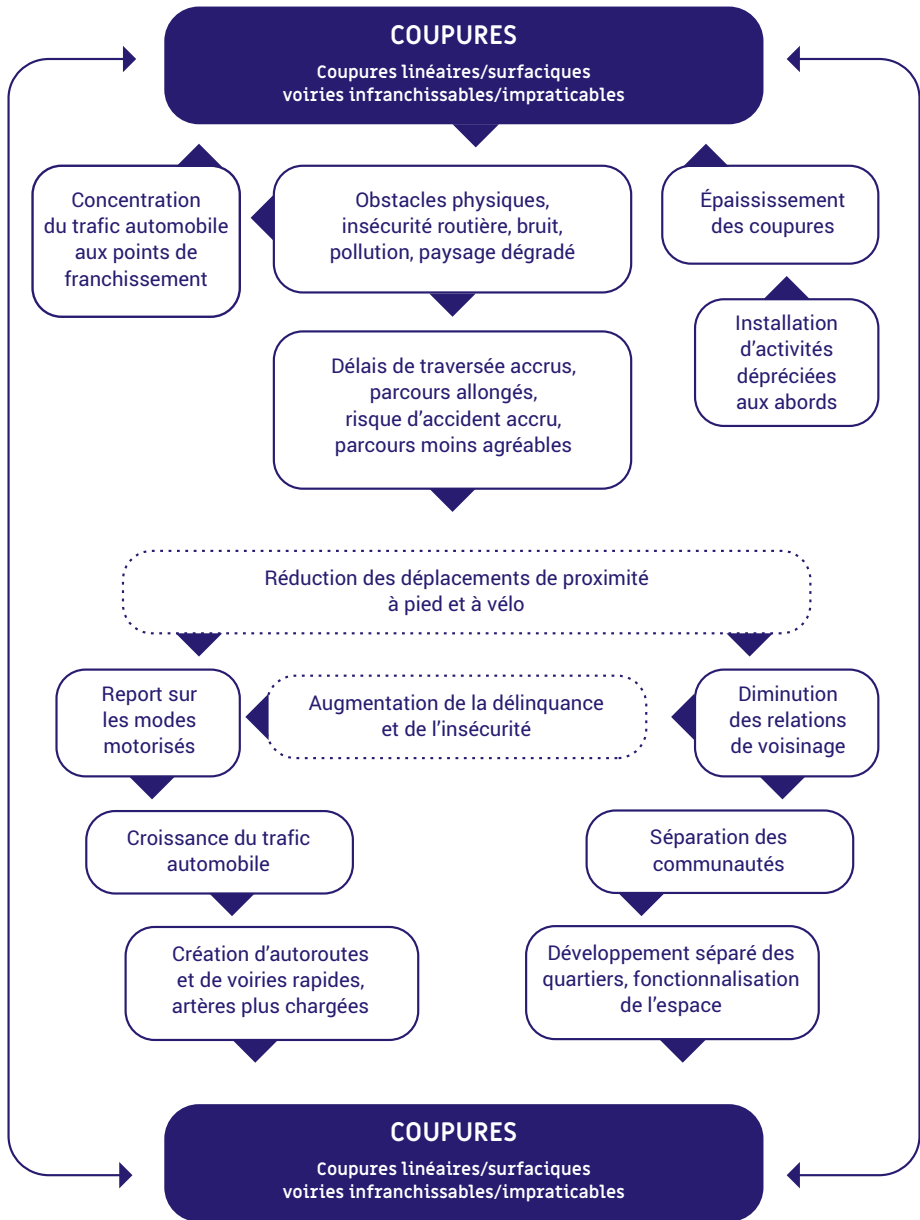 COUPURES
Coupures linéaires/surfaciques
voiries infranchissables/impraticables
Concentration
du trafic automobile
aux points de
franchissement
Obstacles physiques,
insécurité routière, bruit,
pollution, paysage dégradé
Épaississement
des coupures
Installation
d'activités
dépréciées
aux abords
Délais de traversée accrus,
parcours allongés,
risque d'accident accru,
parcours moins agréables
Réduction des déplacements de proximité
à pied et à vélo
Report sur
les modes
motorisés
Augmentation de la délinquance
et de l'insécurité
Diminution
des relations
de voisinage
Croissance du trafic
automobile
Séparation des
communautés
Création d'autoroutes
et de voiries rapides,
artères plus chargées
Développement séparé des
quartiers, fonctionnalisation
de l'espace
COUPURES
Coupures linéaires/surfaciques
voiries infranchissables/impraticables